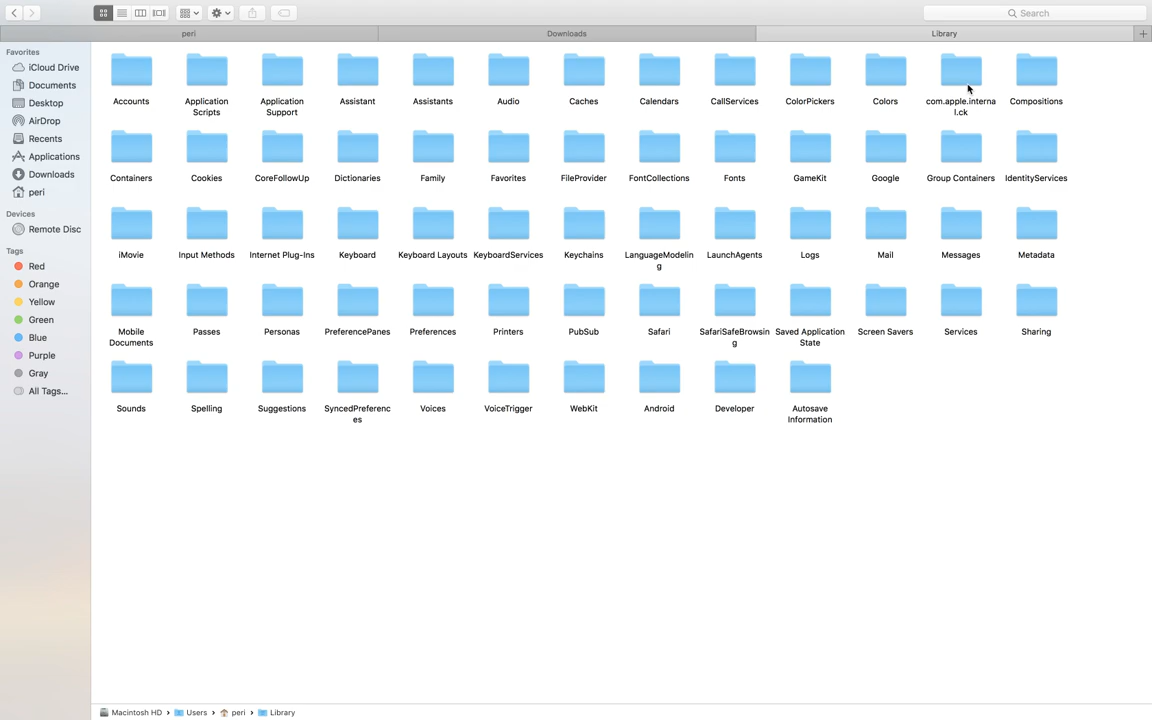 Search
peri
Downloads
Library
Favorites
iCloud Drive
Documents
Desktop
AirDrop
Recents
Applications
Downloads
peri
Devices
Remote Disc
Tags
Red
Orange
Yellow
Green
Blue
Purple
Gray
All Tags...
Accounts
Application
Scripts
Application
Support
Assistant
Assistants
Audio
Caches
Calendars
CallServices
ColorPickers
Colors
com.apple.interna
l.ck
Compositions
Containers
Cookies
CoreFollowUp
Dictionaries
Family
Favorites
FileProvider
FontCollections
Fonts
GameKit
Google
Group Containers
IdentityServices
iMovie
Input Methods
Internet Plug-Ins
Keyboard
Keyboard Layouts
KeyboardServices
Keychains
LanguageModelin
g
LaunchAgents
Logs
Mail
Messages
Metadata
Mobile
Documents
Passes
Personas
PreferencePanes
Preferences
Printers
PubSub
Safari
SafariSafeBrowsin
g
Saved Application
State
Screen Savers
Services
Sharing
Sounds
Spelling
Suggestions
SyncedPreferenc
es
Voices
VoiceTrigger
WebKit
Android
Developer
Autosave
Information
Macintosh HD › Users › peri › Library